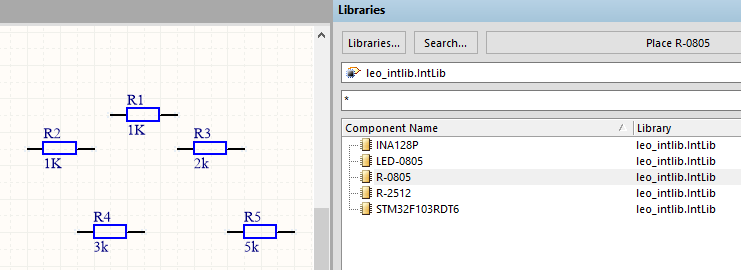 Libraries
Libraries...
Search...
Place R-0805
leo_intlib.IntLib
*
Component Name
Library
INA128P
leo_intlib.IntLib
LED-0805
leo_intlib.IntLib
R-0805
leo_intlib.IntLib
R-2512
leo_intlib.IntLib
STM32F103RDT6
leo_intlib.IntLib
R1
1K
R2
1K
R3
2k
R4
3k
R5
5k